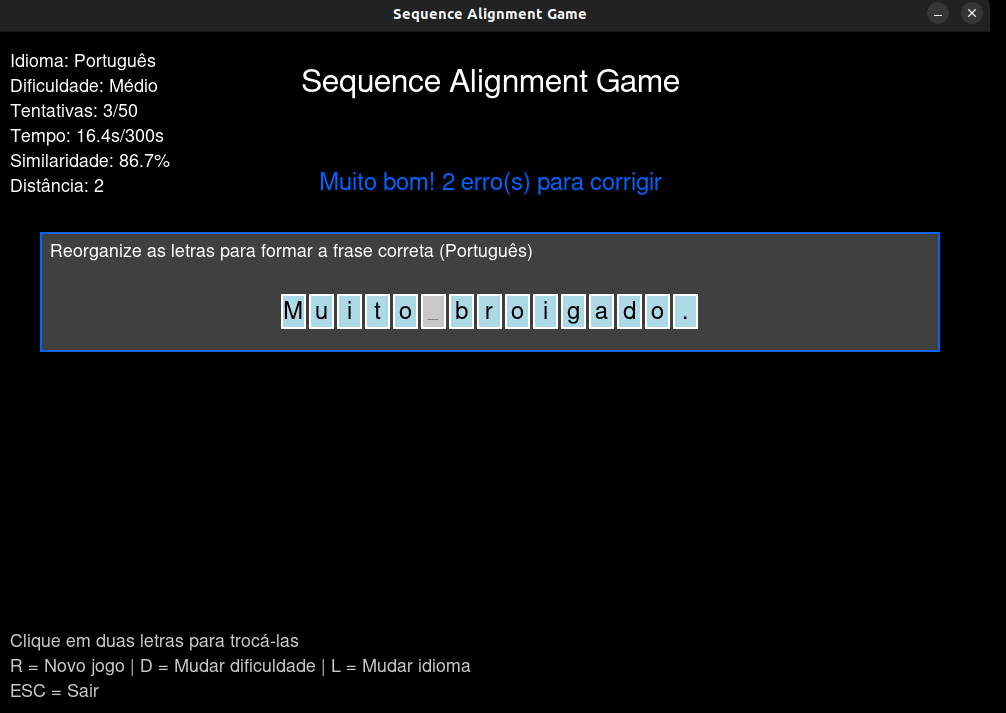 Sequence Alignment Game
Idioma: Português
Dificuldade: Médio
Tentativas: 3/50
Tempo: 16.4s/300s
Similaridade: 86.7%
Distância: 2
Sequence Alignment Game
Muito bom! 2 erro(s) para corrigir
Reorganize as letras para formar a frase correta (Português)
M u i t o _ b r o i g a d o .
Clique em duas letras para trocá-las
R = Novo jogo | D = Mudar dificuldade | L = Mudar idioma
ESC = Sair